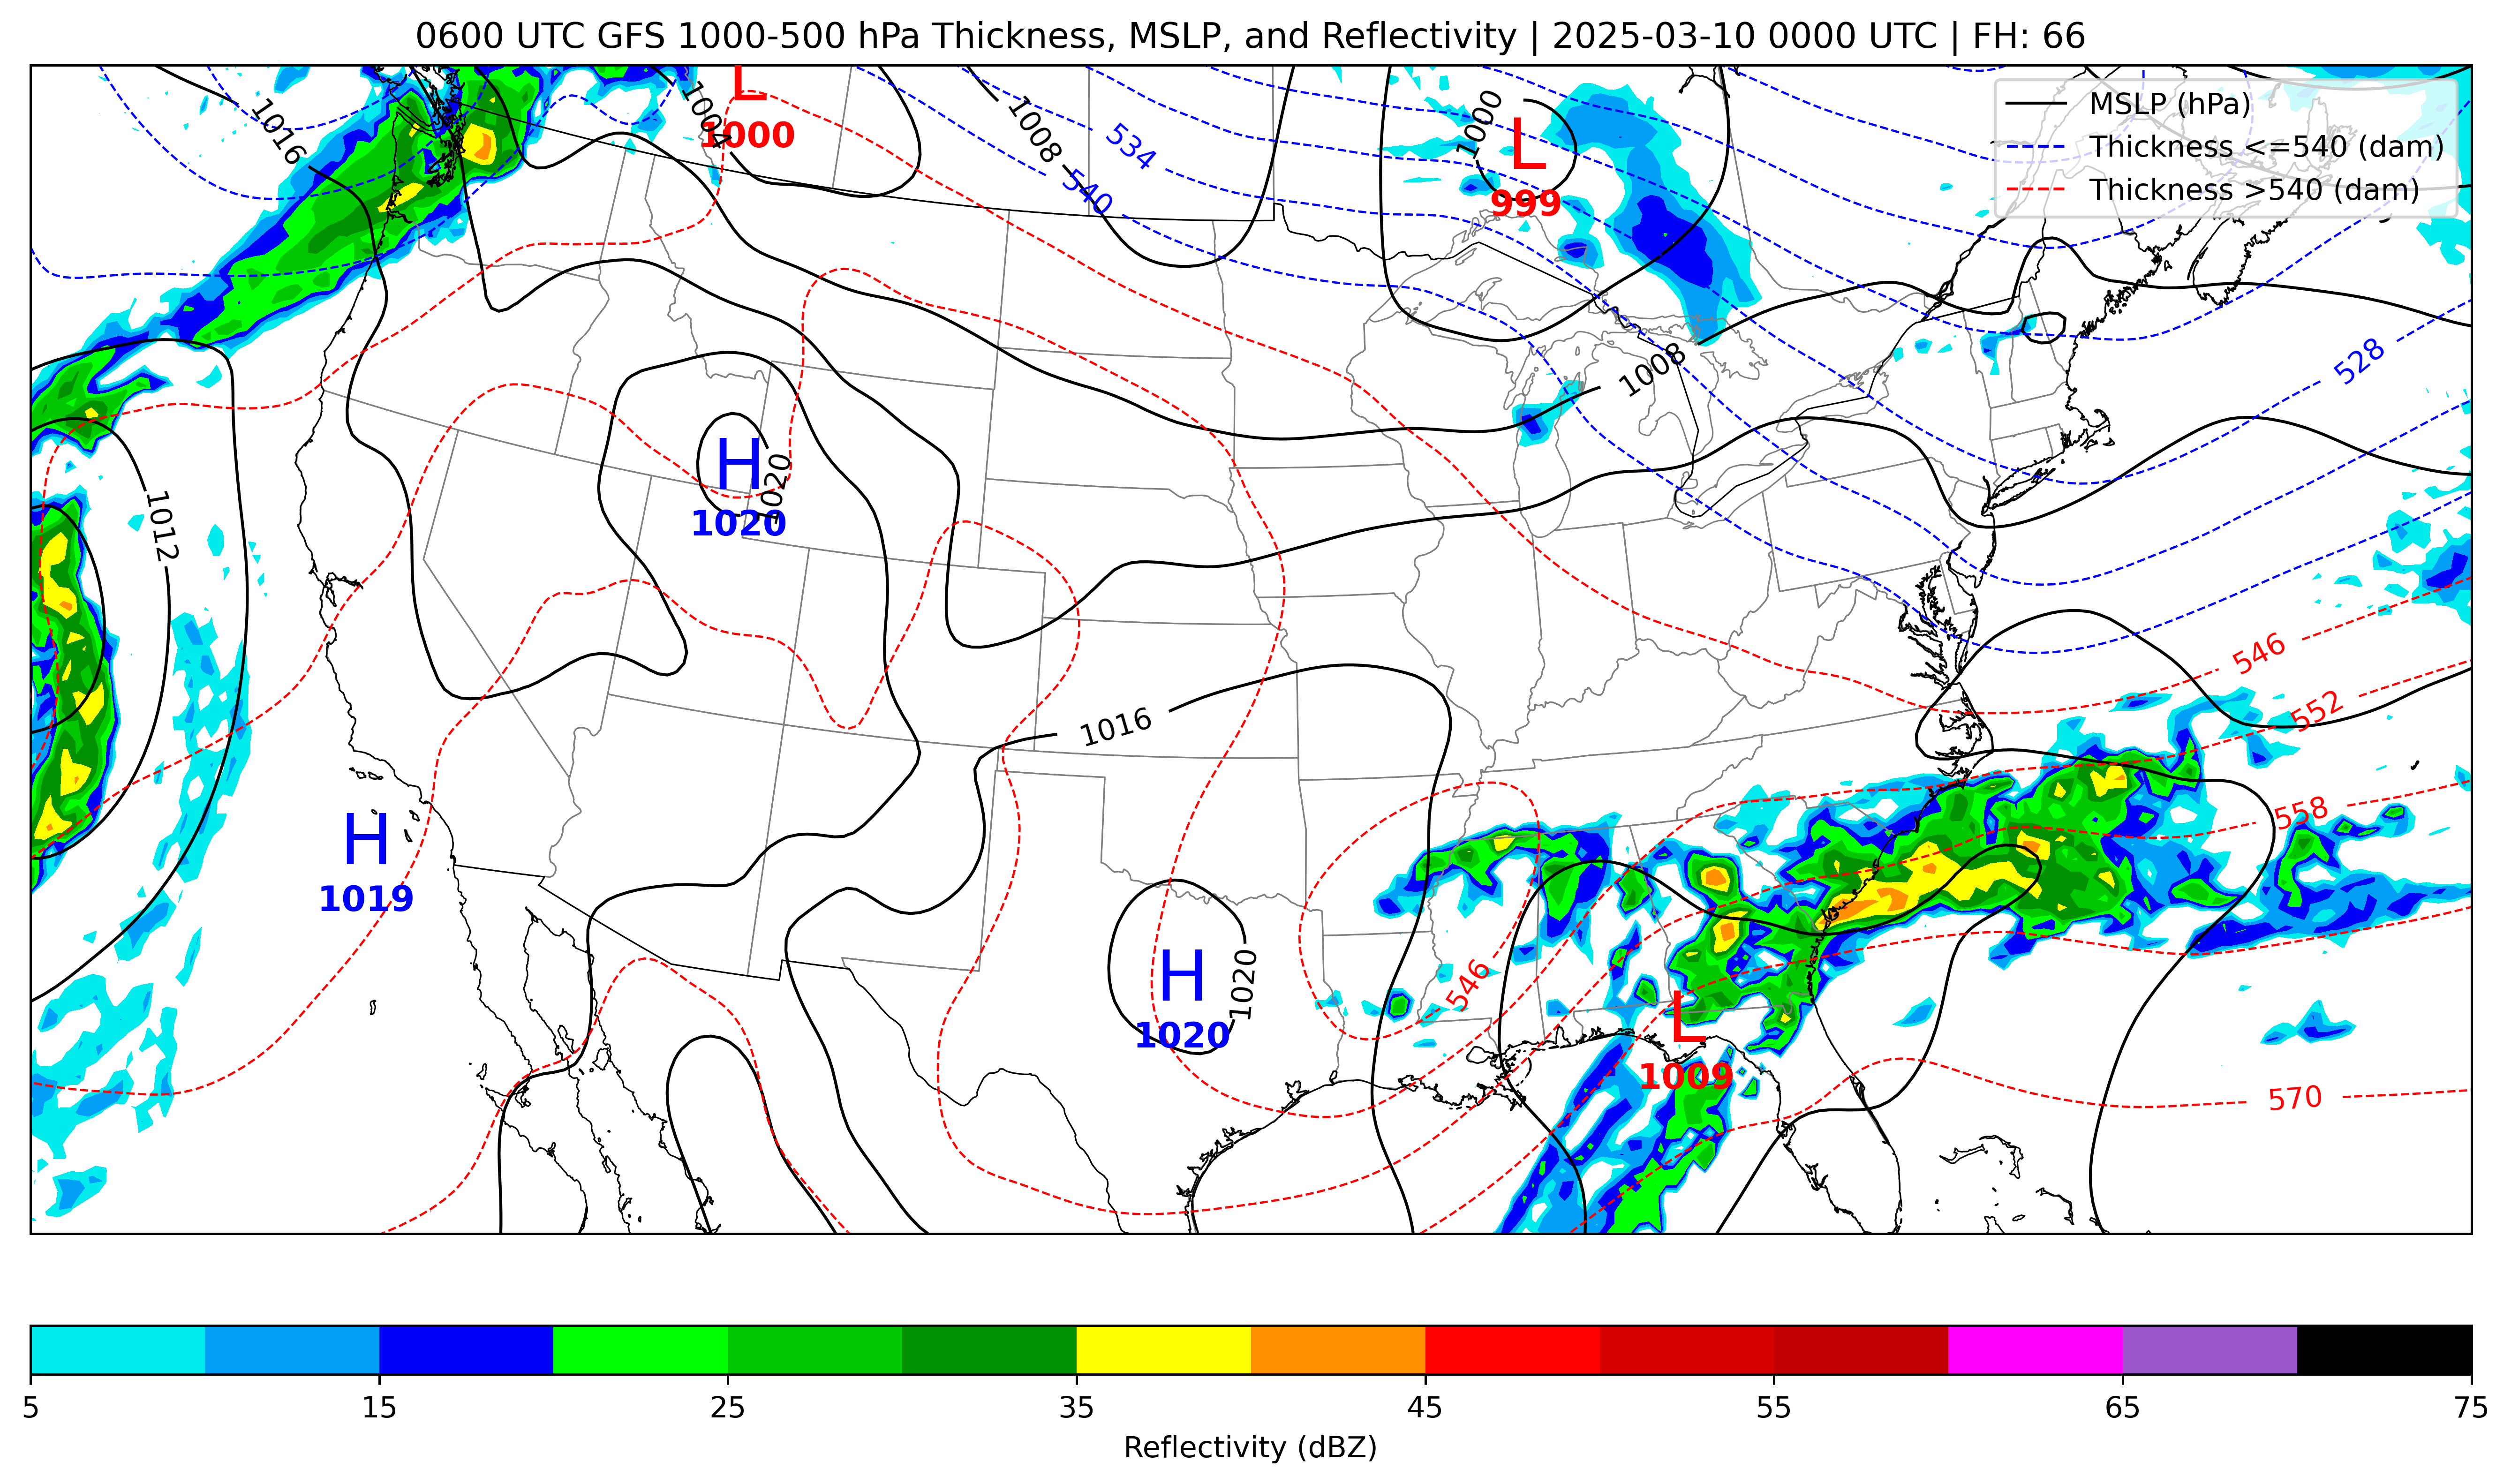 0600 UTC GFS 1000-500 hPa Thickness, MSLP, and Reflectivity | 2025-03-10 0000 UTC | FH: 66
MSLP (hPa)
Thickness <=540 (dam)
Thickness >540 (dam)
L
1000
1004
1016
1008
534
540
1000
L
999
1008
528
H
1020
1020
1012
546
552
1016
558
H
1019
H
1020
1020
546
L
1009
570
5 15 25 35 45 55 65 75
Reflectivity (dBZ)